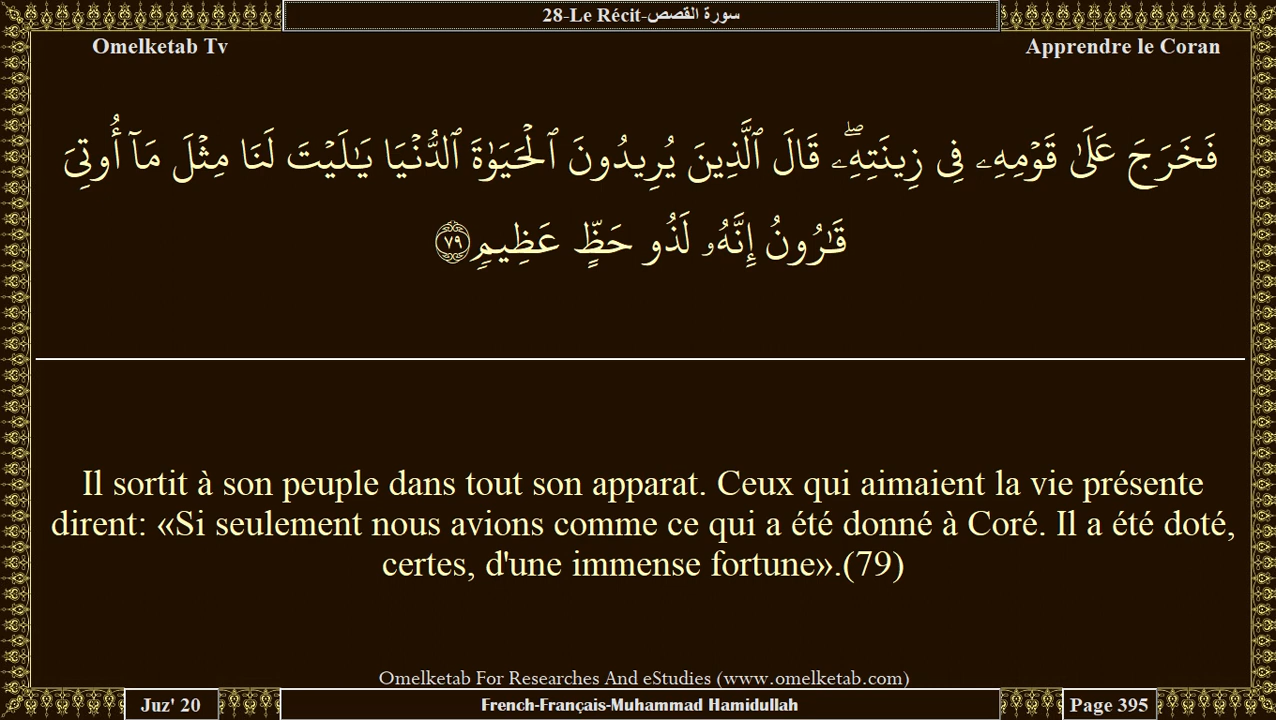 28-Le Récit-سورة القصص
Omelketab Tv
Apprendre le Coran
فَخَرَجَ عَلَىٰ قَوْمِهِۦ فِى زِينَتِهِۦ ۖ قَالَ ٱلَّذِينَ يُرِيدُونَ ٱلْحَيَوٰةَ ٱلدُّنْيَا يَـٰلَيْتَ لَنَا مِثْلَ مَآ أُوتِىَ
قَـٰرُونُ إِنَّهُۥ لَذُو حَظٍّ عَظِيمٍۢ ٧٩
Il sortit à son peuple dans tout son apparat. Ceux qui aimaient la vie présente
dirent: «Si seulement nous avions comme ce qui a été donné à Coré. Il a été doté,
certes, d'une immense fortune».(79)
Omelketab For Researches And eStudies (www.omelketab.com)
Juz' 20
French-Français-Muhammad Hamidullah
Page 395